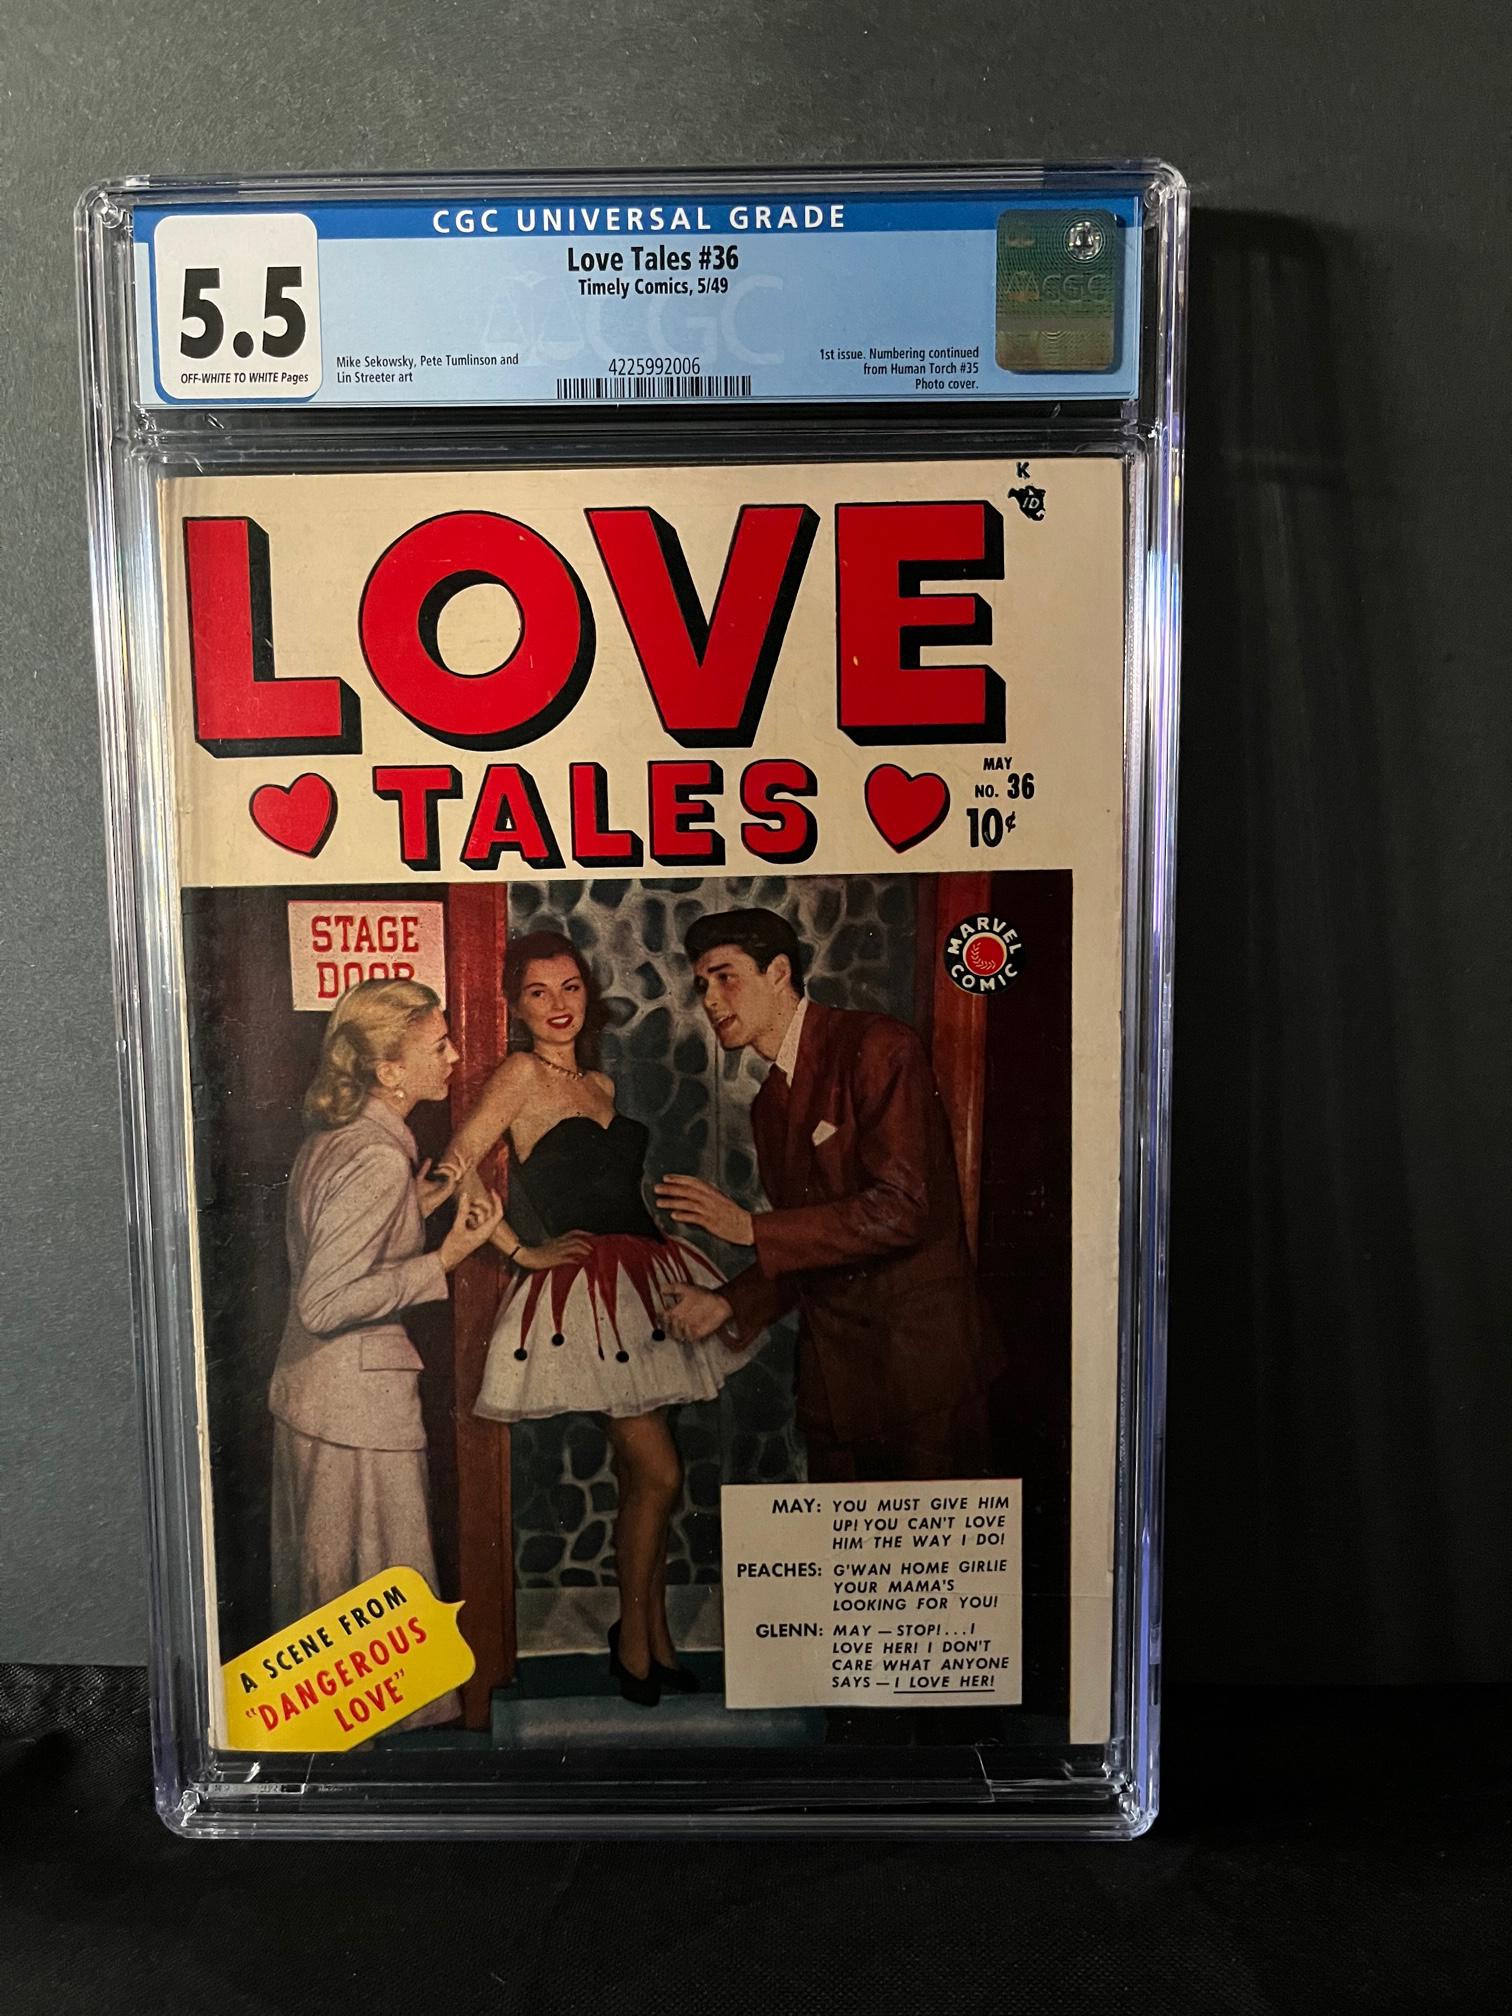 CGC UNIVERSAL GRADE
5.5
OFF-WHITE TO WHITE Pages
Love Tales #36
Timely Comics, 5/49
Mike Sekowsky, Pete Tumlinson and
Lin Streeter art
4225992006
1st issue. Numbering continued
from Human Torch #35
Photo cover.
CGC
CGC
K
ID
LOVE
TALES
MAY
NO. 36
10¢
STAGE
DOOR
MARVEL
COMIC
MAY: YOU MUST GIVE HIM
UP! YOU CAN'T LOVE
HIM THE WAY I DO!
PEACHES: G'WAN HOME GIRLIE
YOUR MAMA'S
LOOKING FOR YOU!
GLENN: MAY — STOP!...I
LOVE HER! I DON'T
CARE WHAT ANYONE
SAYS — I LOVE HER!
A SCENE FROM
"DANGEROUS
LOVE"